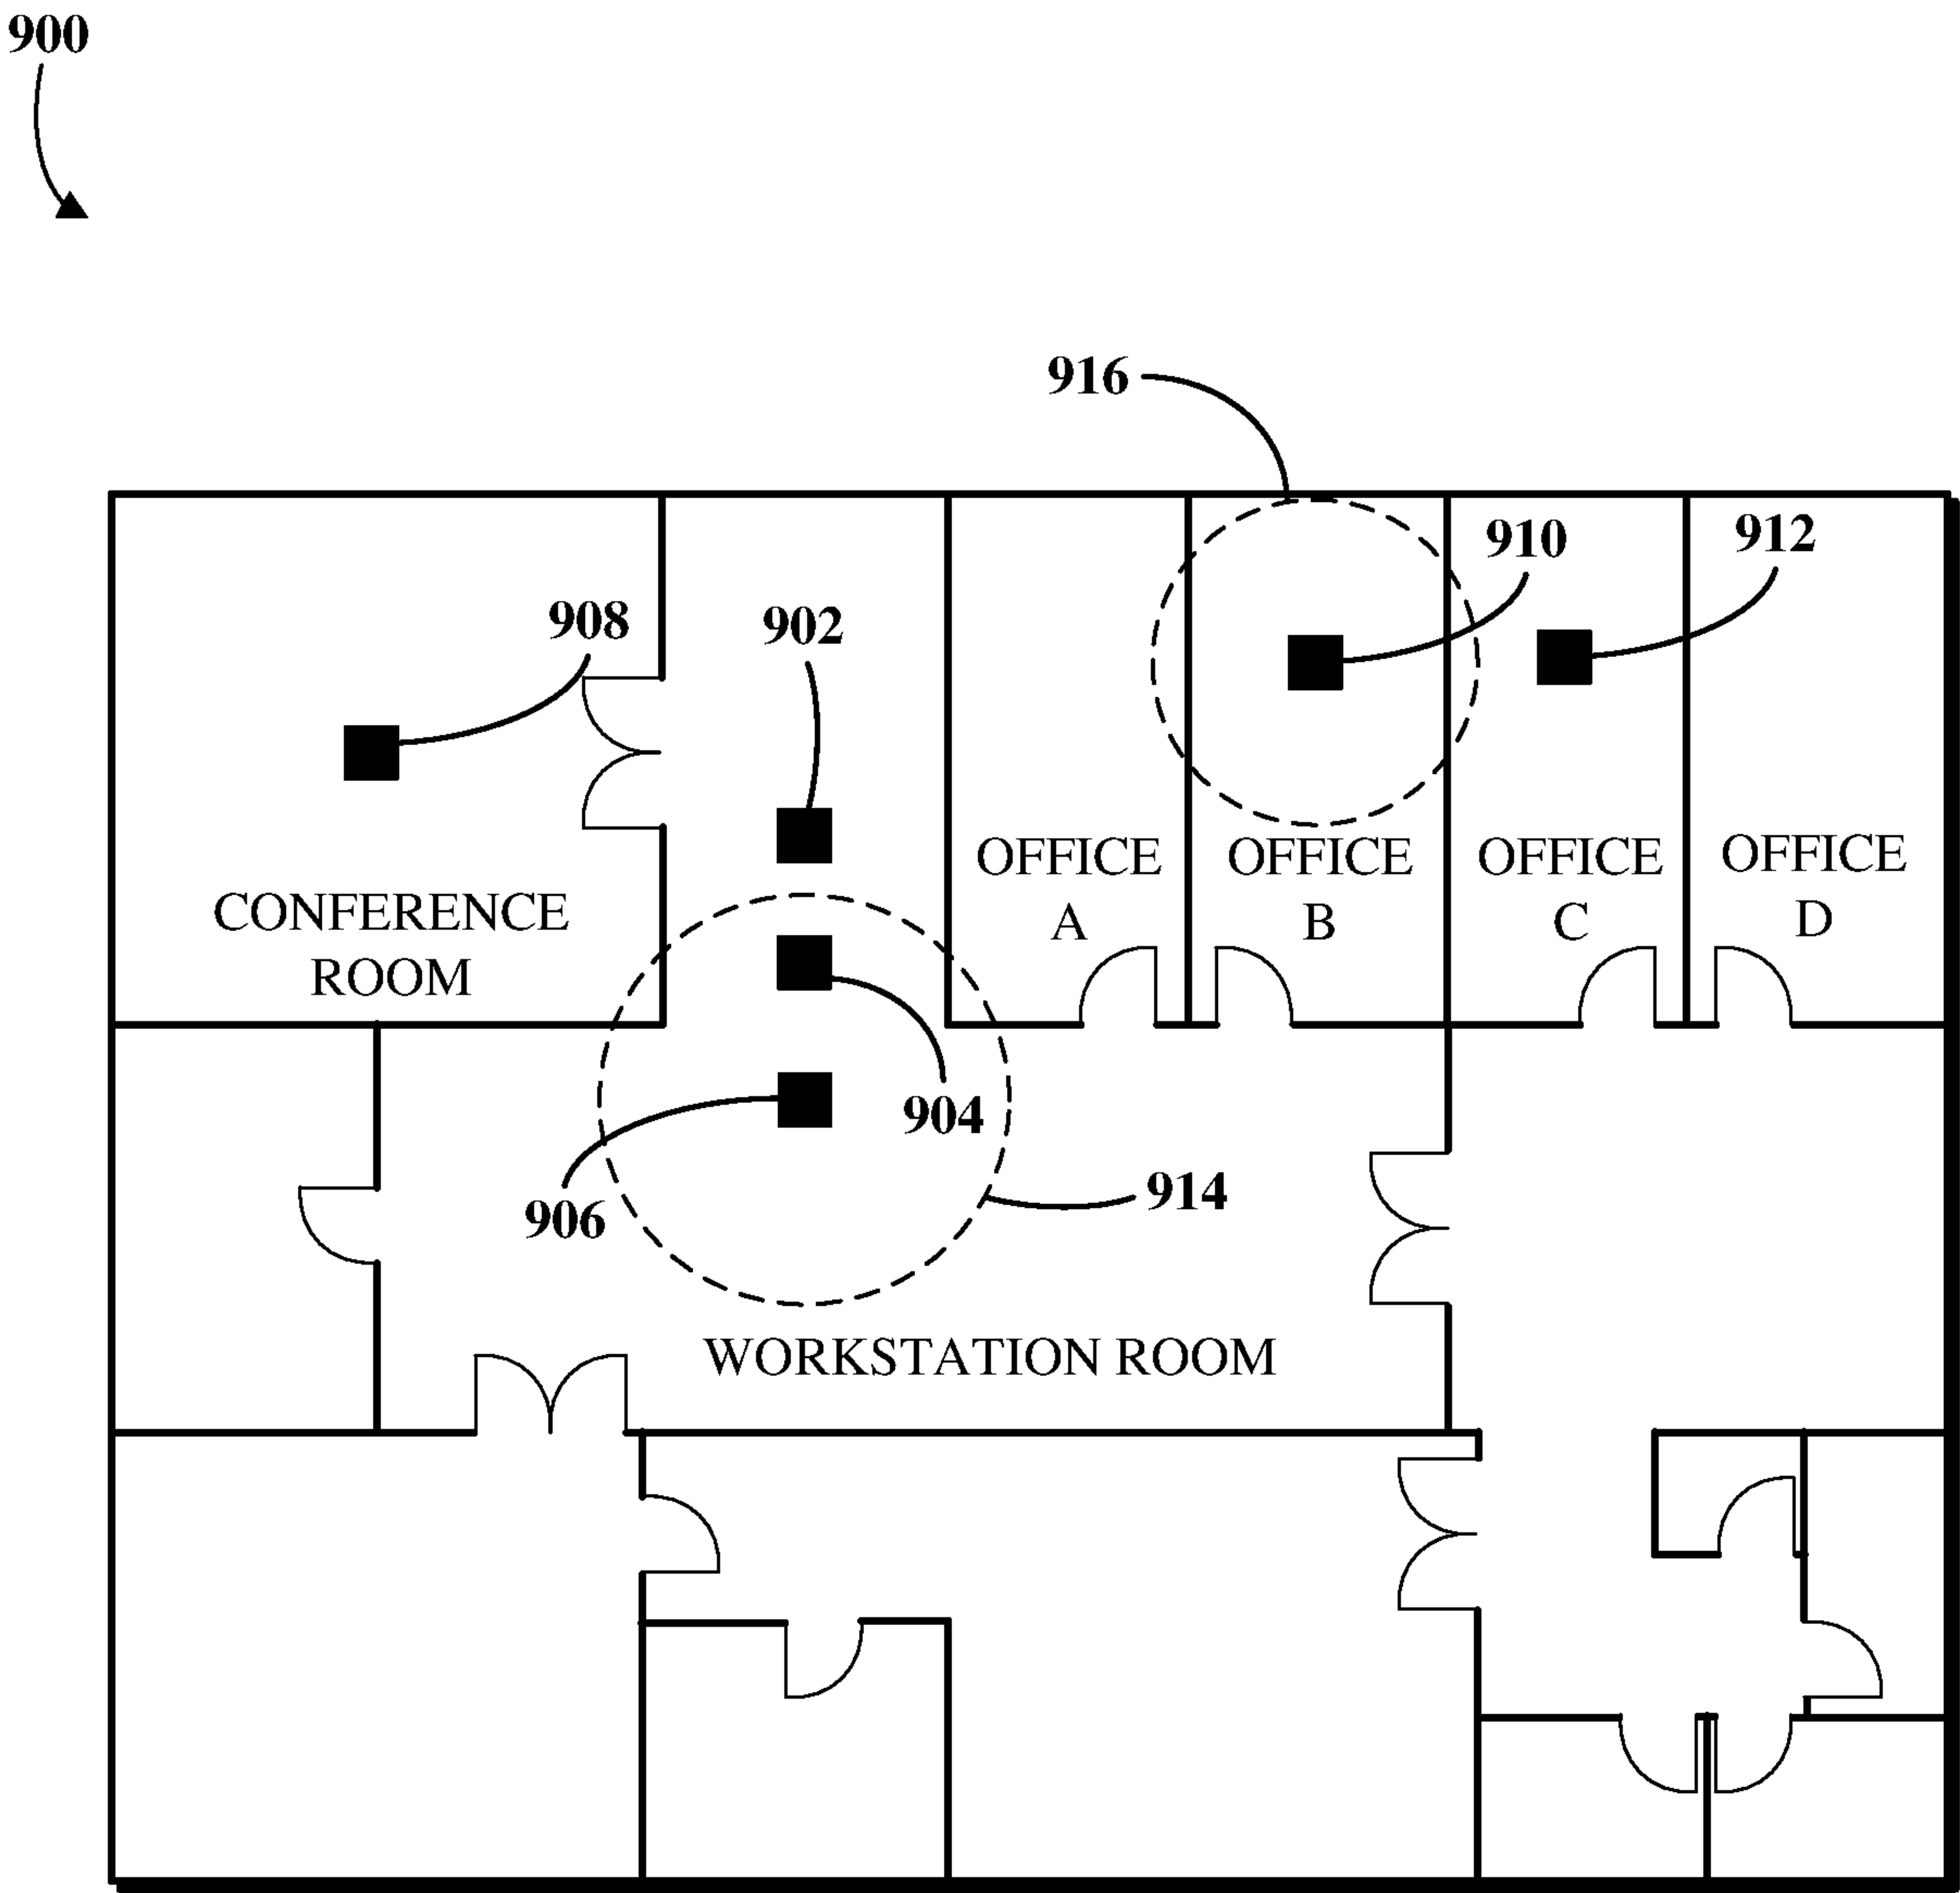 900
916
910
912
908
902
OFFICE
A
OFFICE
B
OFFICE
C
OFFICE
D
CONFERENCE
ROOM
904
906
914
WORKSTATION ROOM